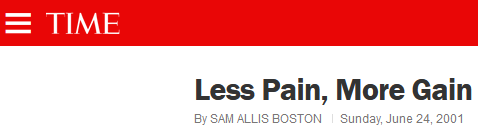 TIME
Less Pain, More Gain
By SAM ALLIS BOSTON | Sunday, June 24, 2001